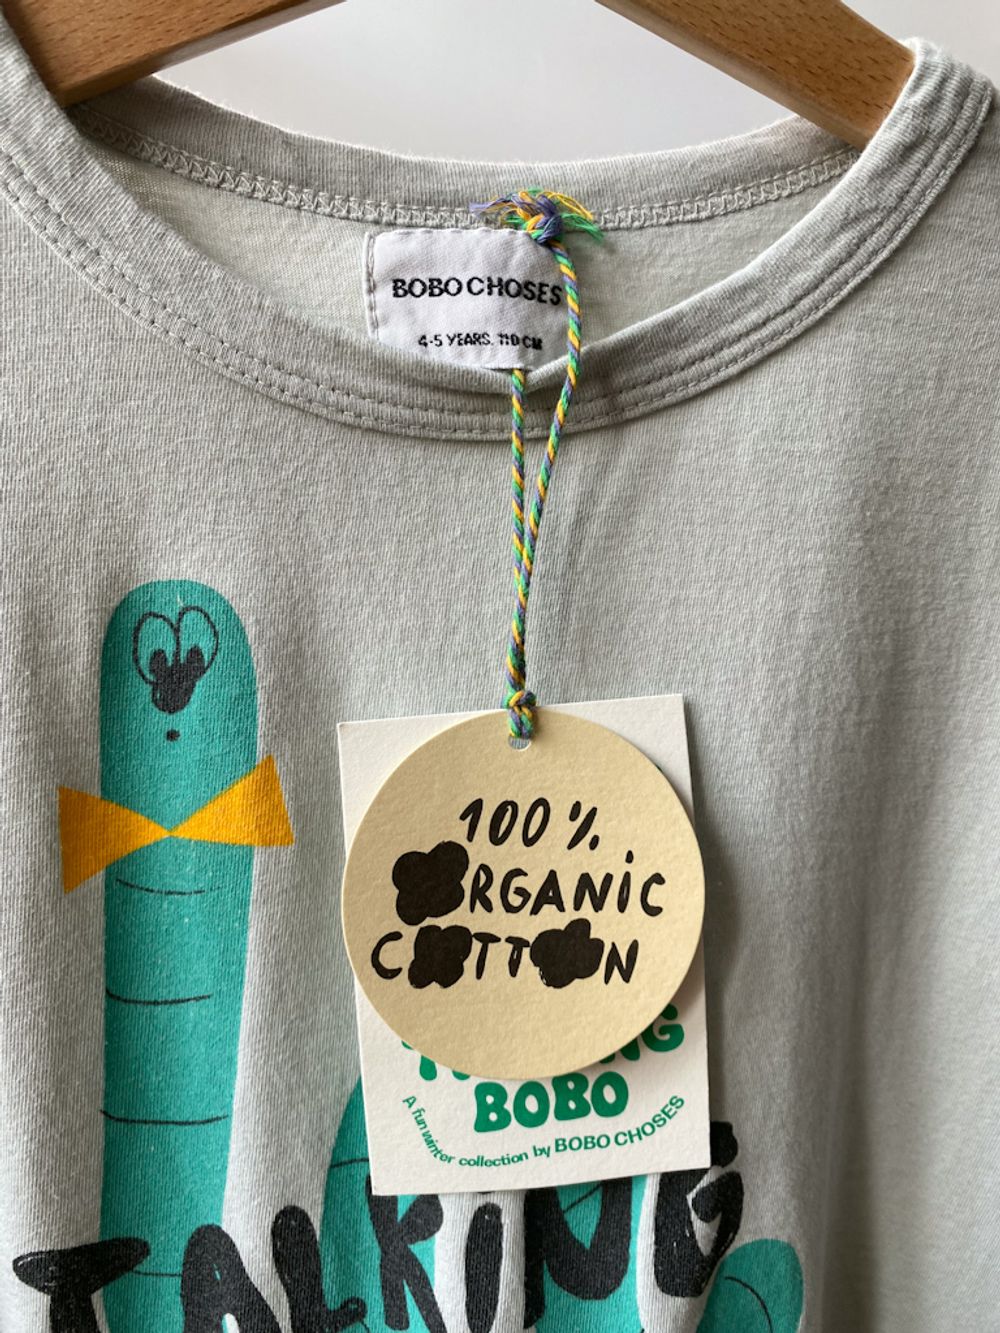 BOBO CHOSES
4-5 YEARS. 110 CM
100%
ORGANiC
COTTON
BOBO
A fun winter collection by BOBO CHOSES
TALKING